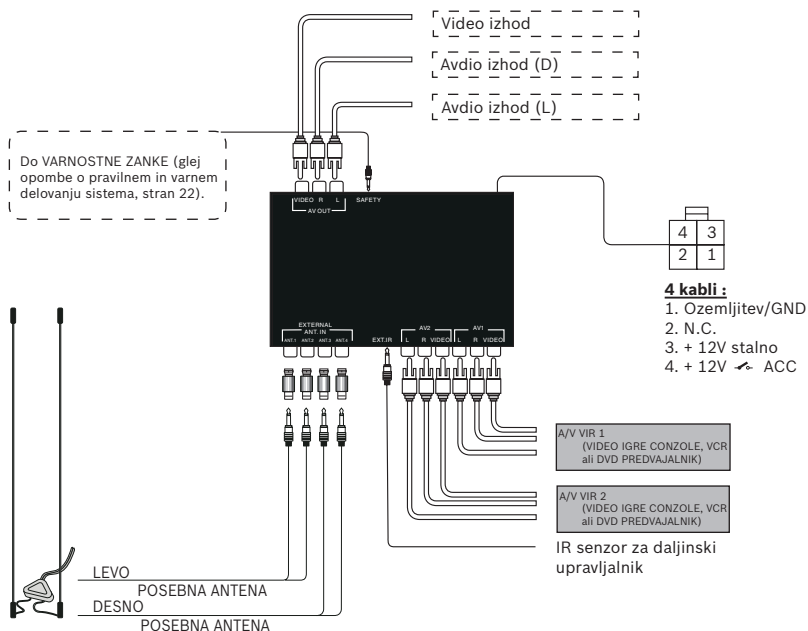 Video izhod
Avdio izhod (D)
Avdio izhod (L)
Do VARNOSTNE ZANKE (glej
opombe o pravilnem in varnem
delovanju sistema, stran 22).
VIDEO R L SAFETY
AV OUT
4 3
2 1
4 kabli :
1. Ozemljitev/GND
2. N.C.
3. + 12V stalno
4. + 12V ACC
EXTERNAL
ANT. IN
ANT.1 ANT.2 ANT.3 ANT.4
EXT.IR
AV2 AV1
L R VIDEO L R VIDEO
A/V VIR 1
(VIDEO IGRE CONZOLE, VCR
ali DVD PREDVAJALNIK)
A/V VIR 2
(VIDEO IGRE CONZOLE, VCR
ali DVD PREDVAJALNIK)
IR senzor za daljinski
upravljalnik
LEVO
POSEBNA ANTENA
DESNO
POSEBNA ANTENA